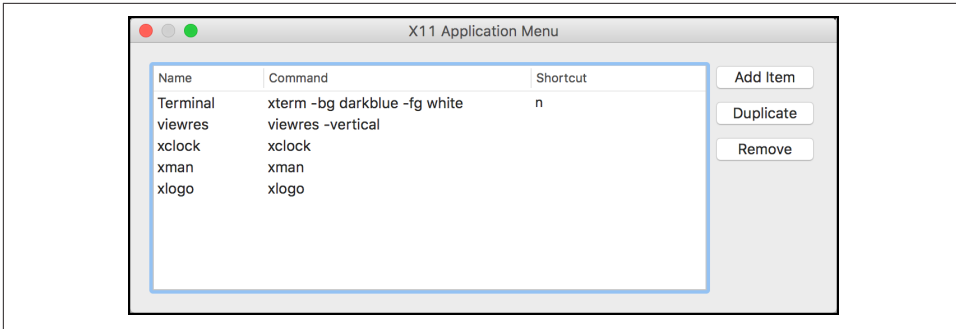 X11 Application Menu
Name Command Shortcut Add Item
Terminal xterm -bg darkblue -fg white n
Duplicate
viewres viewres -vertical
xclock xclock Remove
xman xman
xlogo xlogo